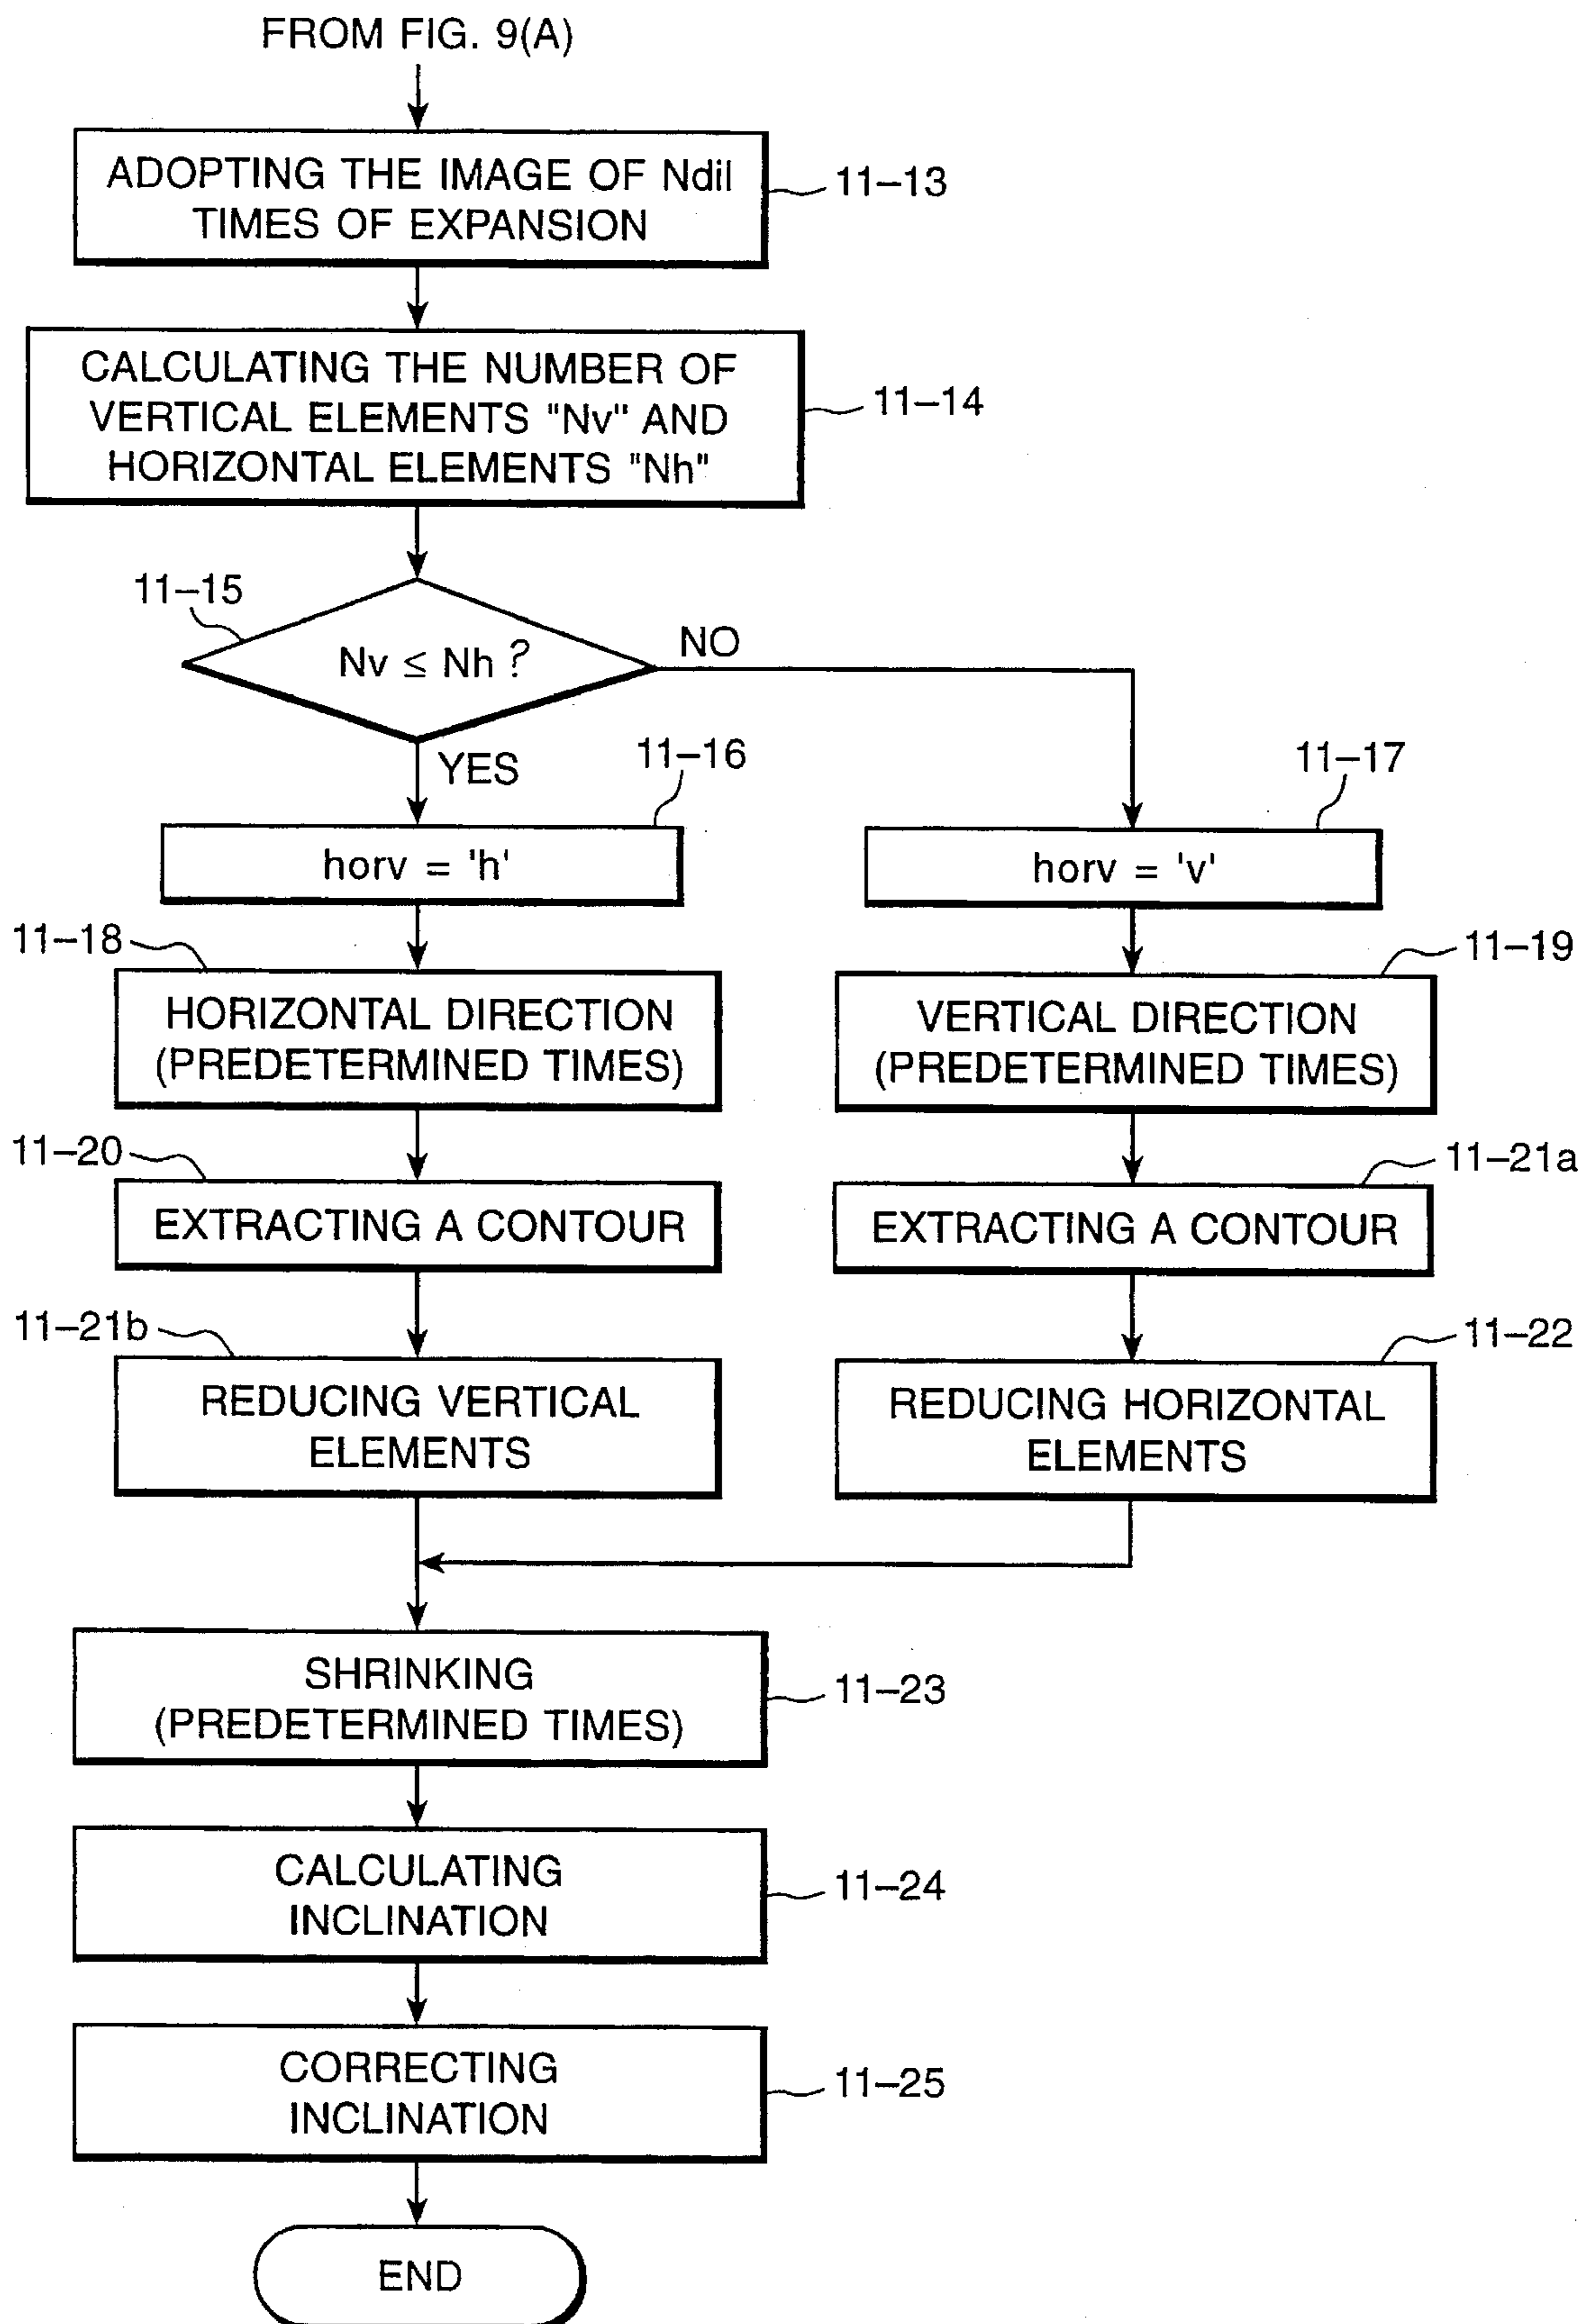 FROM FIG. 9(A)
ADOPTING THE IMAGE OF Ndil
TIMES OF EXPANSION
11–13
CALCULATING THE NUMBER OF
VERTICAL ELEMENTS "Nv" AND
HORIZONTAL ELEMENTS "Nh"
11–14
11–15
Nv ≤ Nh ?
NO
YES
11–16
11–17
horv = 'h'
horv = 'v'
11–18
11–19
HORIZONTAL DIRECTION
(PREDETERMINED TIMES)
VERTICAL DIRECTION
(PREDETERMINED TIMES)
11–20
11–21a
EXTRACTING A CONTOUR
EXTRACTING A CONTOUR
11–21b
11–22
REDUCING VERTICAL
ELEMENTS
REDUCING HORIZONTAL
ELEMENTS
SHRINKING
(PREDETERMINED TIMES)
11–23
CALCULATING
INCLINATION
11–24
CORRECTING
INCLINATION
11–25
END